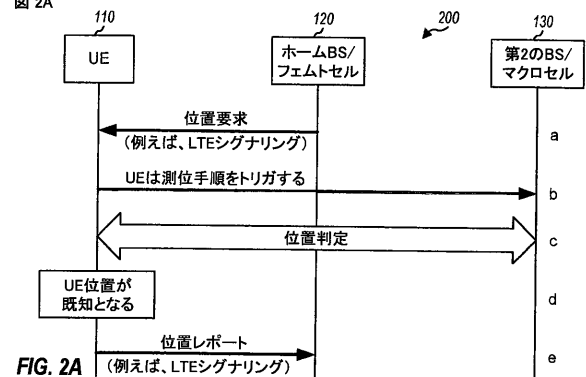 図 2A
110
120
200
130
UE
ホームBS/
フェムトセル
第2のBS/
マクロセル
位置要求
(例えば、LTEシグナリング)
a
UEは測位手順をトリガする
b
位置判定
c
UE位置が
既知となる
d
位置レポート
(例えば、LTEシグナリング)
e
FIG. 2A